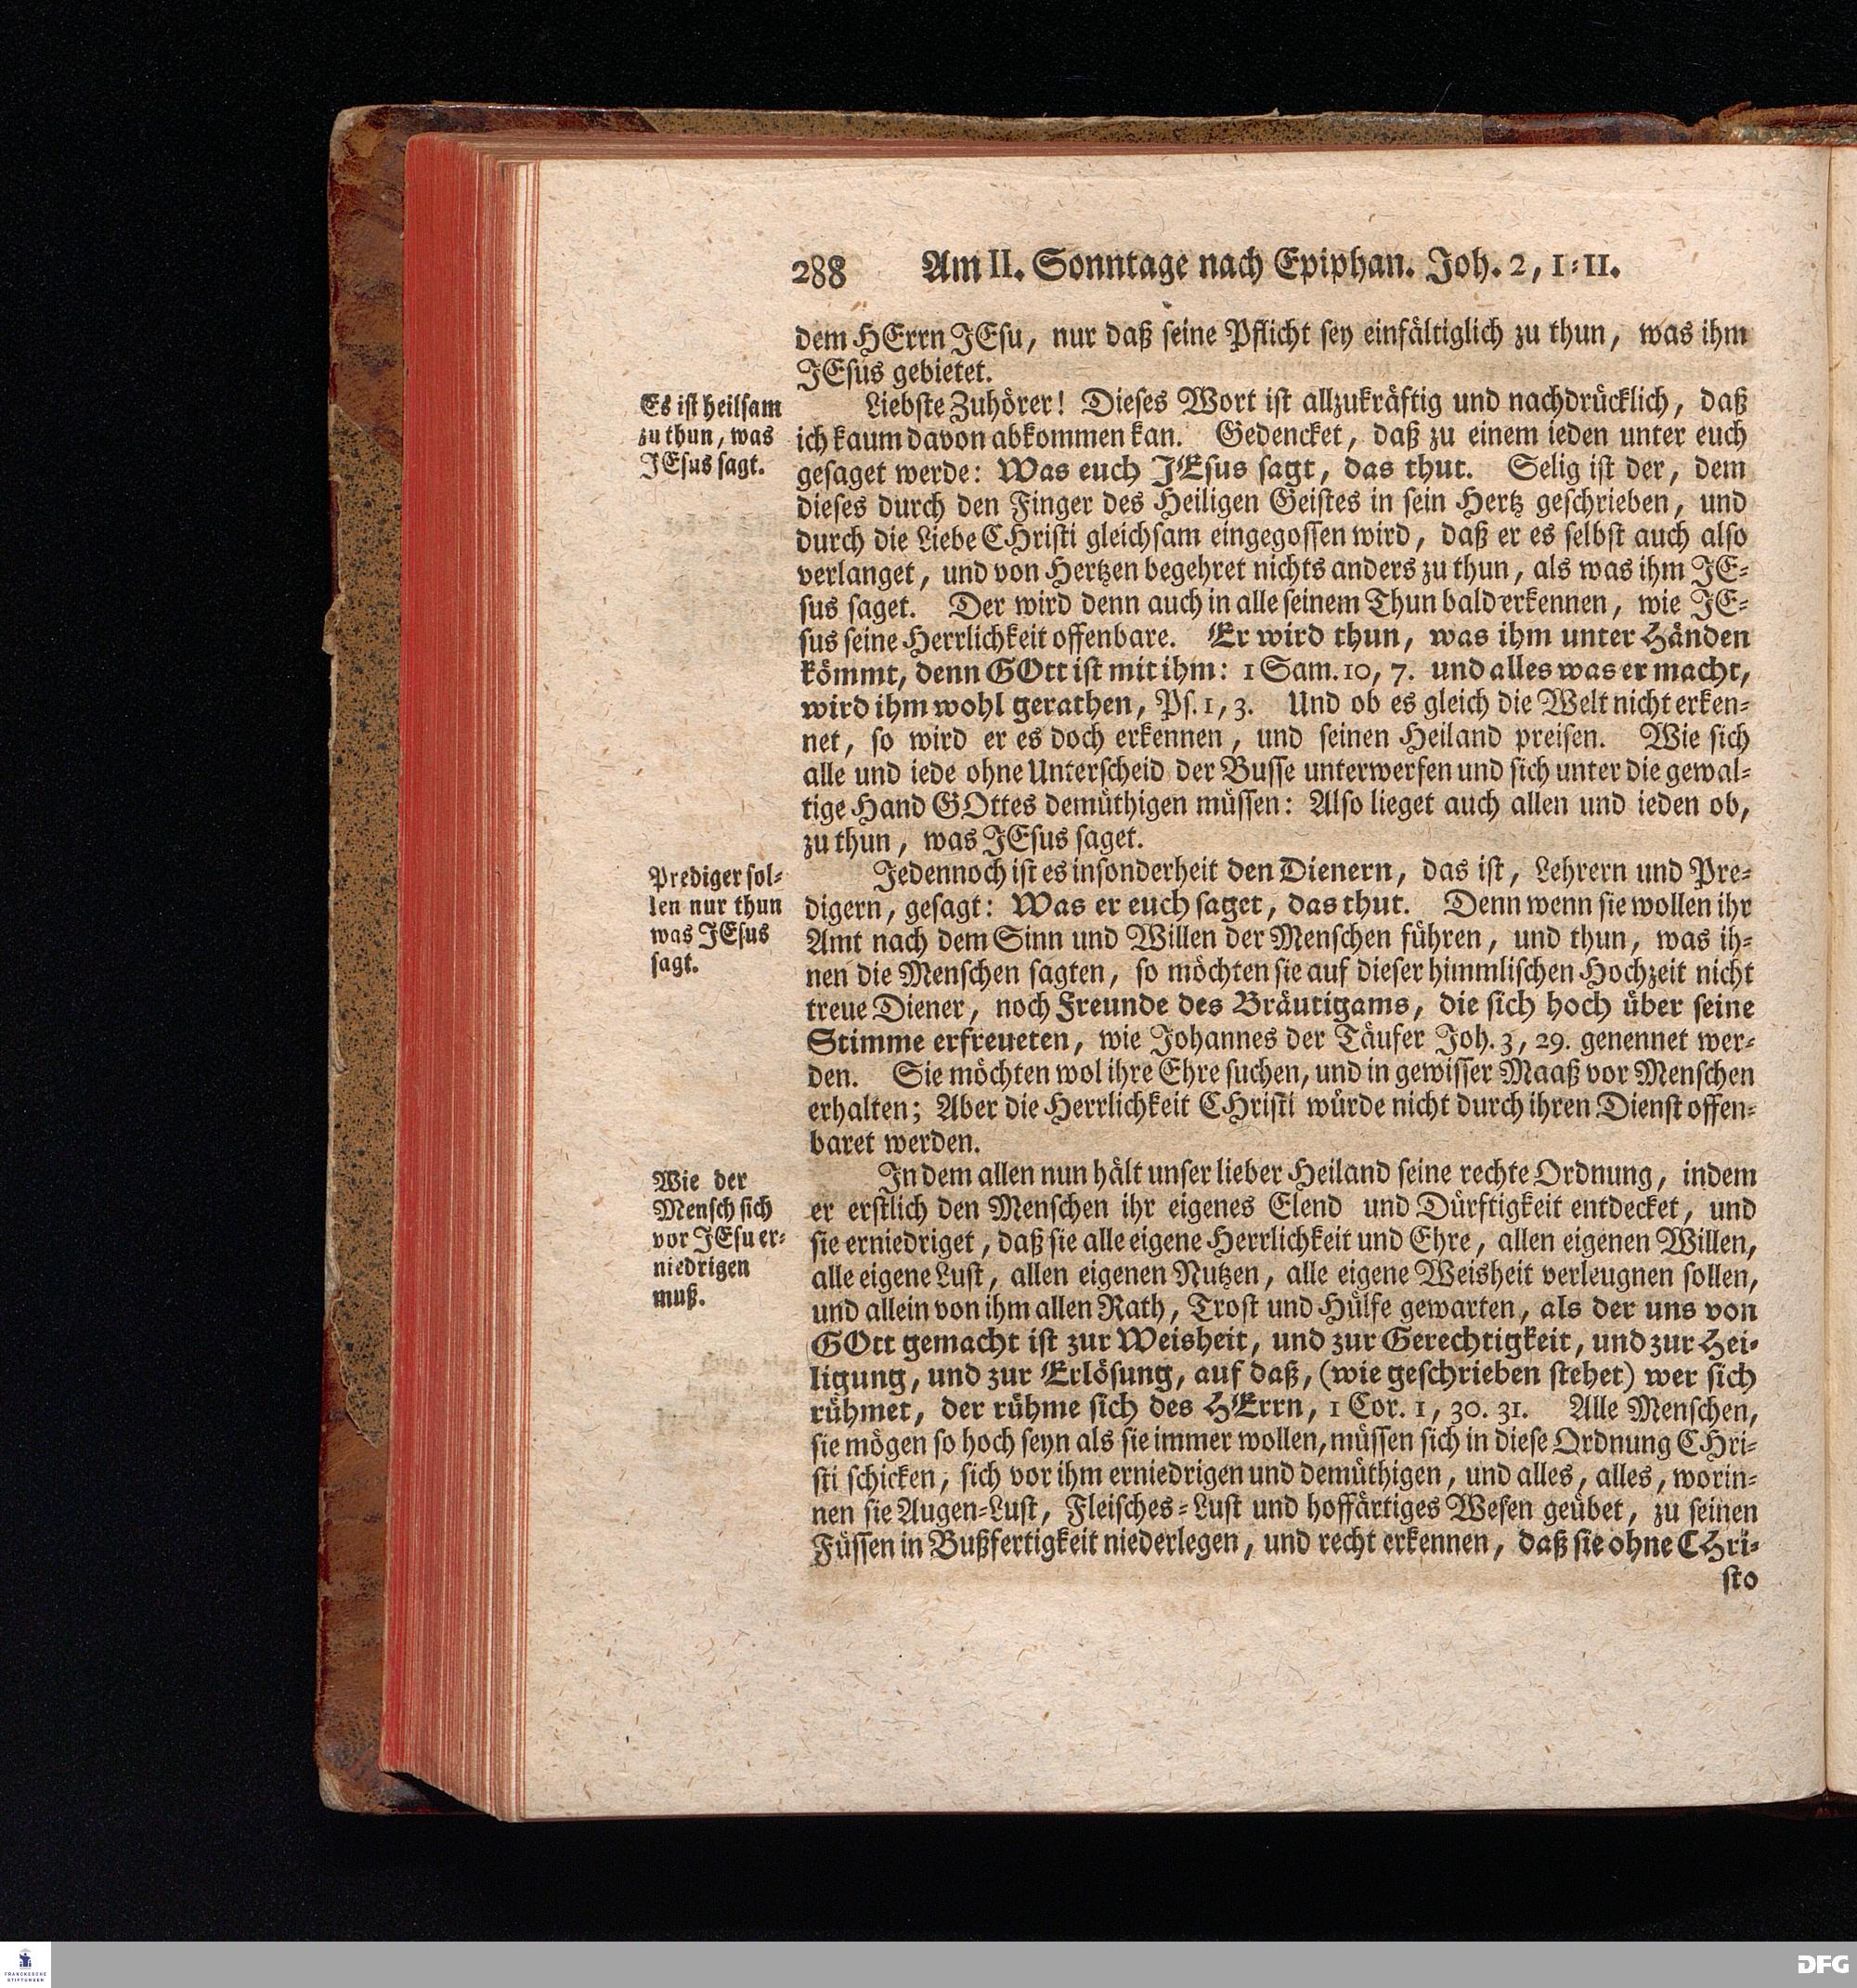 288 Am II. Sonntage nach Epiphan. Joh. 2, 1=11.
dem HErrn JEsu, nur daß seine Pflicht sey einfältiglich zu thun, was ihm
JEsus gebietet.
Es ist heilsam
zu thun, was
JEsus sagt.
Liebste Zuhörer! Dieses Wort ist allzukräftig und nachdrücklich, daß
ich kaum davon abkommen kan. Gedencket, daß zu einem ieden unter euch
gesaget werde: Was euch JEsus sagt, das thut. Selig ist der, dem
dieses durch den Finger des Heiligen Geistes in sein Hertz geschrieben, und
durch die Liebe CHristi gleichsam eingegossen wird, daß er es selbst auch also
verlanget, und von Hertzen begehret nichts anders zu thun, als was ihm JE=
sus saget. Der wird denn auch in alle seinem Thun bald erkennen, wie JE=
sus seine Herrlichkeit offenbare. Er wird thun, was ihm unter Händen
kömmt, denn GOtt ist mit ihm: 1 Sam. 10, 7. und alles was er macht,
wird ihm wohl gerathen, Ps. 1, 3. Und ob es gleich die Welt nicht erken=
net, so wird er es doch erkennen, und seinen Heiland preisen. Wie sich
alle und iede ohne Unterscheid der Busse unterwerfen und sich unter die gewal=
tige Hand GOttes demüthigen müssen: Also lieget auch allen und ieden ob,
zu thun, was JEsus saget.
Prediger sol=
len nur thun
was JEsus
sagt.
Jedennoch ist es insonderheit den Dienern, das ist, Lehrern und Pre=
digern, gesagt: Was er euch saget, das thut. Denn wenn sie wollen ihr
Amt nach dem Sinn und Willen der Menschen führen, und thun, was ih=
nen die Menschen sagten, so möchten sie auf dieser himmlischen Hochzeit nicht
treue Diener, noch Freunde des Bräutigams, die sich hoch über seine
Stimme erfreueten, wie Johannes der Täufer Joh. 3, 29. genennet wer=
den. Sie möchten wol ihre Ehre suchen, und in gewisser Maaß vor Menschen
erhalten; Aber die Herrlichkeit CHristi würde nicht durch ihren Dienst offen=
baret werden.
Wie der
Mensch sich
vor JEsu er=
niedrigen
muß.
In dem allen nun hält unser lieber Heiland seine rechte Ordnung, indem
er erstlich den Menschen ihr eigenes Elend und Dürftigkeit entdecket, und
sie erniedriget, daß sie alle eigene Herrlichkeit und Ehre, allen eigenen Willen,
alle eigene Lust, allen eigenen Nutzen, alle eigene Weisheit verleugnen sollen,
und allein von ihm allen Rath, Trost und Hülfe gewarten, als der uns von
GOtt gemacht ist zur Weisheit, und zur Gerechtigkeit, und zur Hei=
ligung, und zur Erlösung, auf daß, (wie geschrieben stehet) wer sich
rühmet, der rühme sich des HErrn, 1 Cor. 1, 30. 31. Alle Menschen,
sie mögen so hoch seyn als sie immer wollen, müssen sich in diese Ordnung CHri=
sti schicken, sich vor ihm erniedrigen und demüthigen, und alles, alles, worin=
nen sie Augen=Lust, Fleisches=Lust und hoffärtiges Wesen geübet, zu seinen
Füssen in Bußfertigkeit niederlegen, und recht erkennen, daß sie ohne CHri=
sto
FRANCKESCHE
STIFTUNGEN
DFG